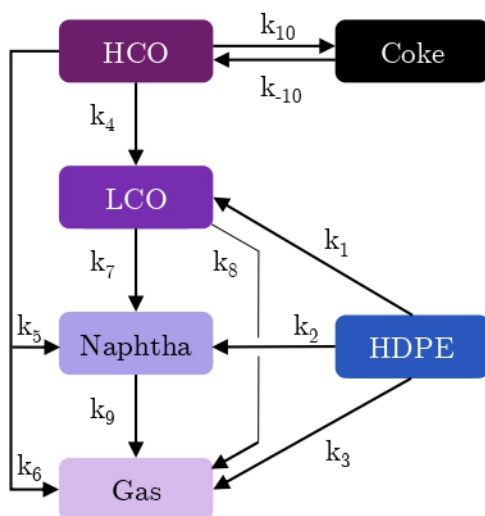 k10
HCO
Coke
k-10
k4
LCO
k1
k7
k8
k5
Naphtha
k2
HDPE
k9
k3
k6
Gas